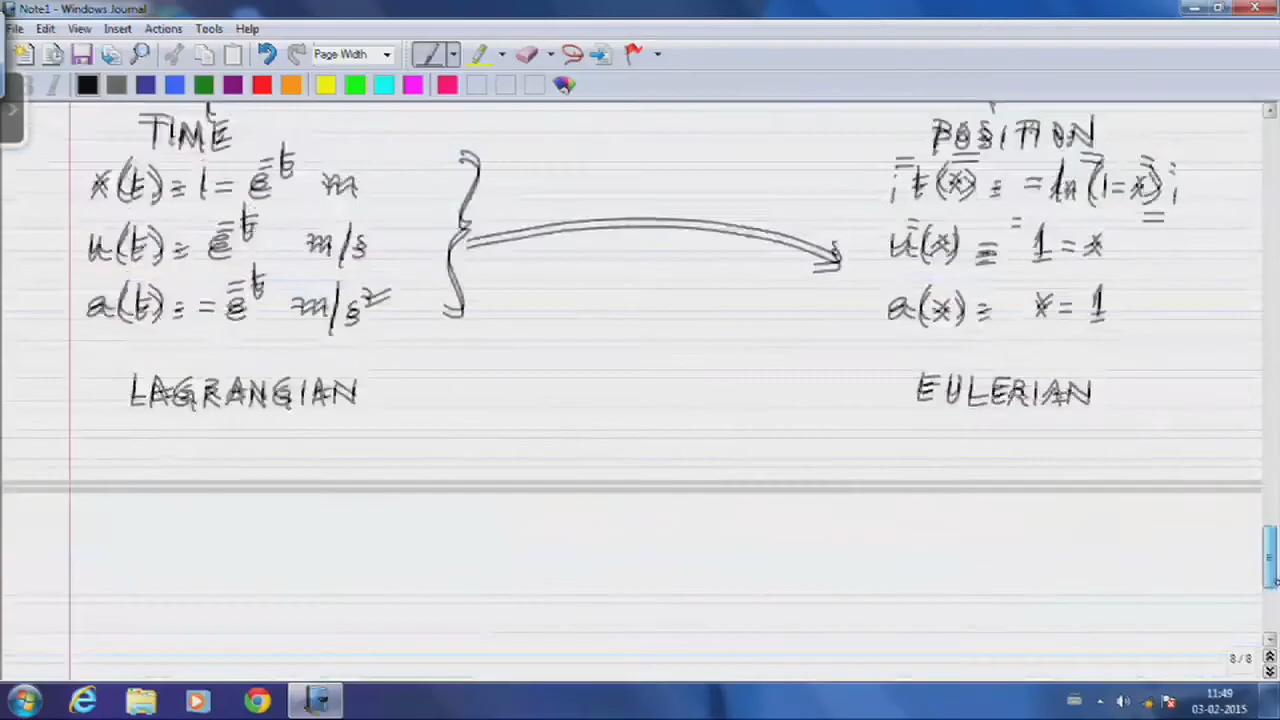 Note1 - Windows Journal
File Edit View Insert Actions Tools Help
Page Width
TIME
x(t) = 1 - e^-t m
u(t) = e^-t m/s
a(t) = - e^-t m/s²
LAGRANGIAN
POSITION
¦ t(x) = - ln (1-x) ¦
u(x) = 1 - x
a(x) = x - 1
EULERIAN
8 / 8
11:49
03-02-2015